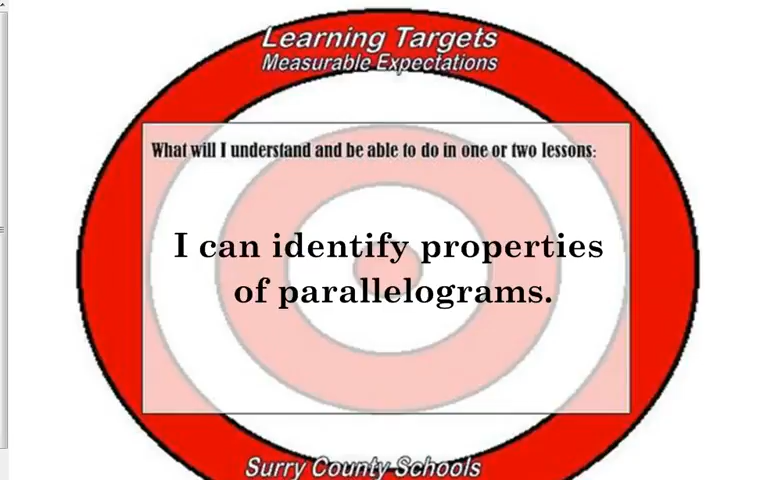 Learning Targets
Measurable Expectations
What will I understand and be able to do in one or two lessons:
I can identify properties
of parallelograms.
Surry County Schools